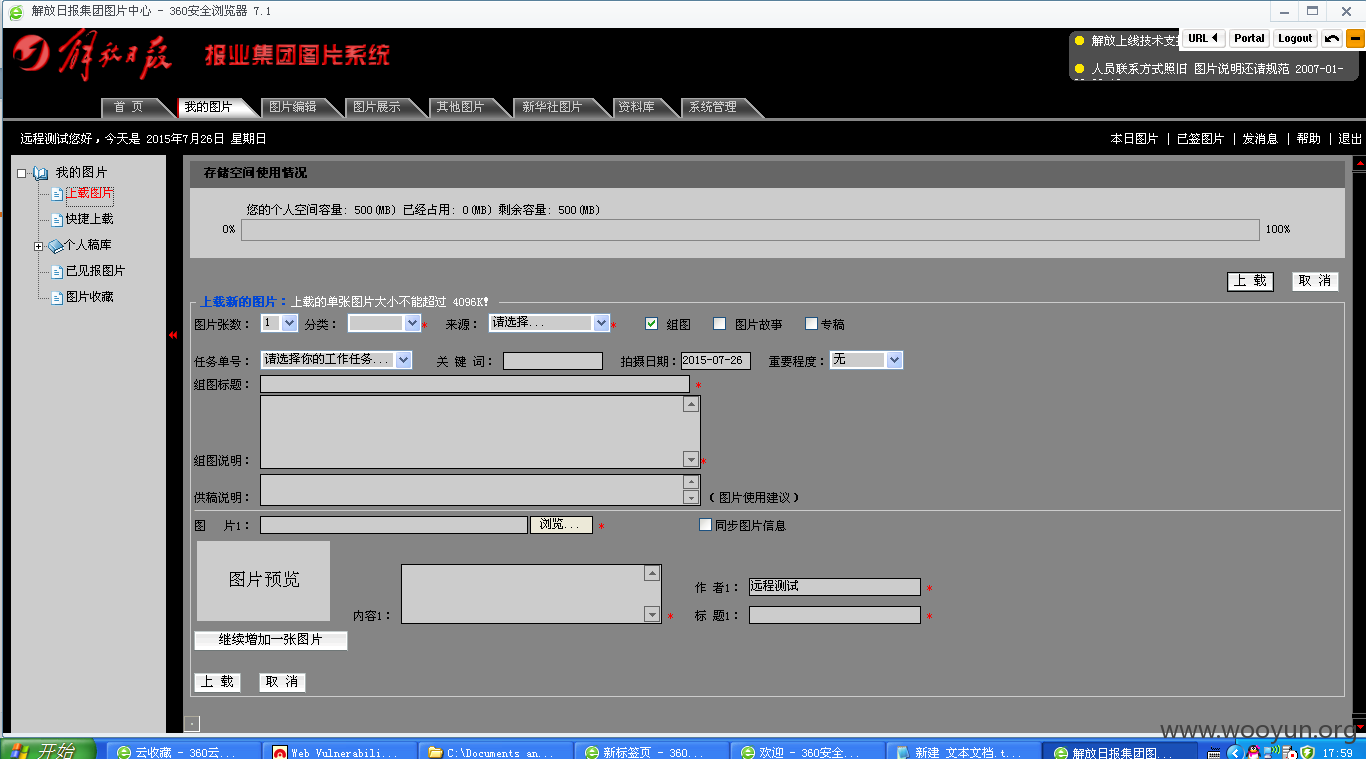 解放日报集团图片中心 - 360安全浏览器 7.1
解放日报 报业集团图片系统
解放上线技术支
URL Portal Logout
人员联系方式照旧 图片说明还请规范 2007-01-
首 页 我的图片 图片编辑 图片展示 其他图片 新华社图片 资料库 系统管理
远程测试您好，今天是 2015年7月26日 星期日
本日图片 | 已签图片 | 发消息 | 帮助 | 退出
我的图片
上载图片
快捷上载
个人稿库
已见报图片
图片收藏
存储空间使用情况
您的个人空间容量: 500(MB) 已经占用: 0(MB) 剩余容量: 500(MB)
0% 100%
上 载 取 消
上载新的图片：上载的单张图片大小不能超过 4096K!
图片张数： 1 分类： * 来源： 请选择... * 组图 图片故事 专稿
任务单号： 请选择你的工作任务... 关 键 词： 拍摄日期： 2015-07-26 重要程度： 无
组图标题： *
组图说明： *
供稿说明： （图片使用建议）
图 片1： 浏览... * 同步图片信息
图片预览
内容1： *
作 者1： 远程测试 *
标 题1： *
继续增加一张图片
上 载 取 消
www.wooyun.org
开始 云收藏 - 360云... Web Vulnerabili... C:\Documents an... 新标签页 - 360... 欢迎 - 360安全... 新建 文本文档.t... 解放日报集团图... 17:59